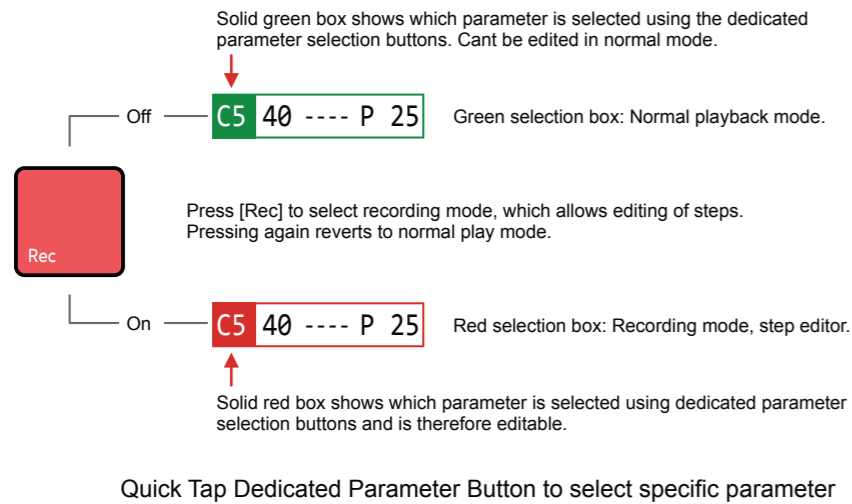 Solid green box shows which parameter is selected using the dedicated
parameter selection buttons. Cant be edited in normal mode.
Off
C5 40 ---- P 25
Green selection box: Normal playback mode.
Press [Rec] to select recording mode, which allows editing of steps.
Pressing again reverts to normal play mode.
Rec
On
C5 40 ---- P 25
Red selection box: Recording mode, step editor.
Solid red box shows which parameter is selected using dedicated parameter
selection buttons and is therefore editable.
Quick Tap Dedicated Parameter Button to select specific parameter